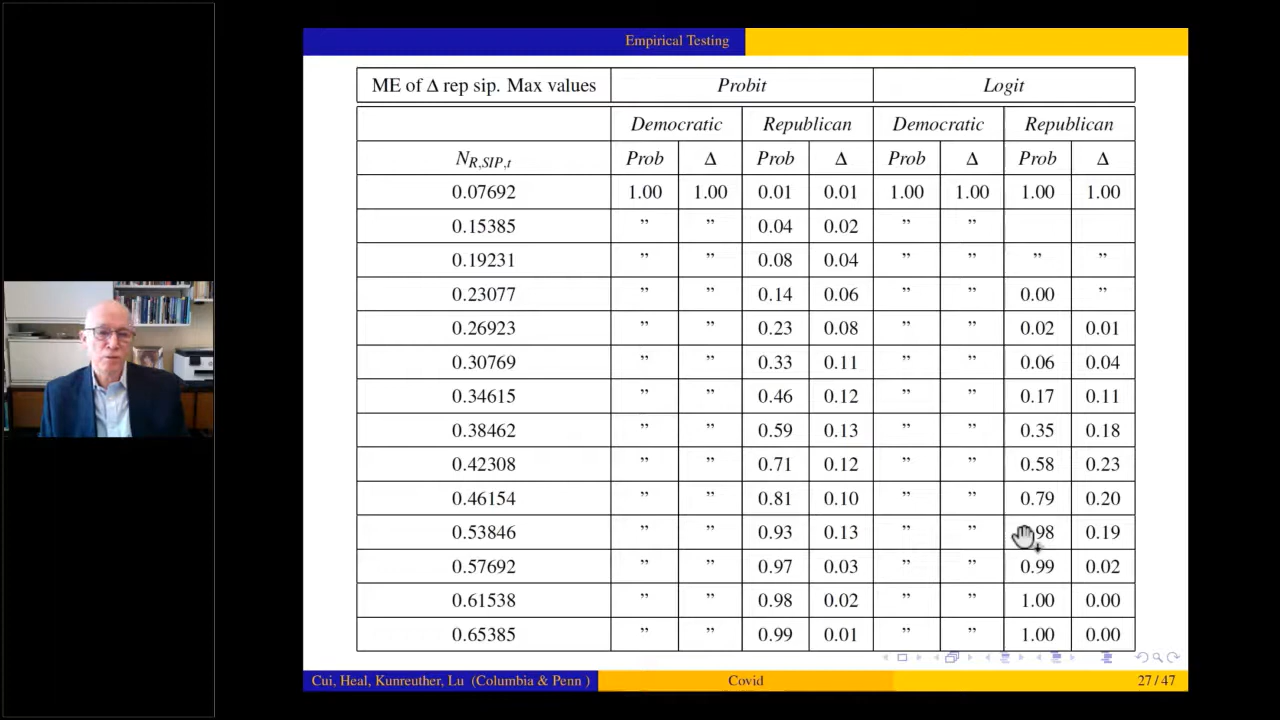 Empirical Testing
ME of Δ rep sip. Max values Probit Logit
Democratic Republican Democratic Republican
N_{R,SIP,t} Prob Δ Prob Δ Prob Δ Prob Δ
0.07692 1.00 1.00 0.01 0.01 1.00 1.00 1.00 1.00
0.15385 ” ” 0.04 0.02 ” ”
0.19231 ” ” 0.08 0.04 ” ” ” ”
0.23077 ” ” 0.14 0.06 ” ” 0.00 ”
0.26923 ” ” 0.23 0.08 ” ” 0.02 0.01
0.30769 ” ” 0.33 0.11 ” ” 0.06 0.04
0.34615 ” ” 0.46 0.12 ” ” 0.17 0.11
0.38462 ” ” 0.59 0.13 ” ” 0.35 0.18
0.42308 ” ” 0.71 0.12 ” ” 0.58 0.23
0.46154 ” ” 0.81 0.10 ” ” 0.79 0.20
0.53846 ” ” 0.93 0.13 ” ” 98 0.19
0.57692 ” ” 0.97 0.03 ” ” 0.99 0.02
0.61538 ” ” 0.98 0.02 ” ” 1.00 0.00
0.65385 ” ” 0.99 0.01 ” ” 1.00 0.00
Cui, Heal, Kunreuther, Lu (Columbia & Penn ) Covid 27 / 47